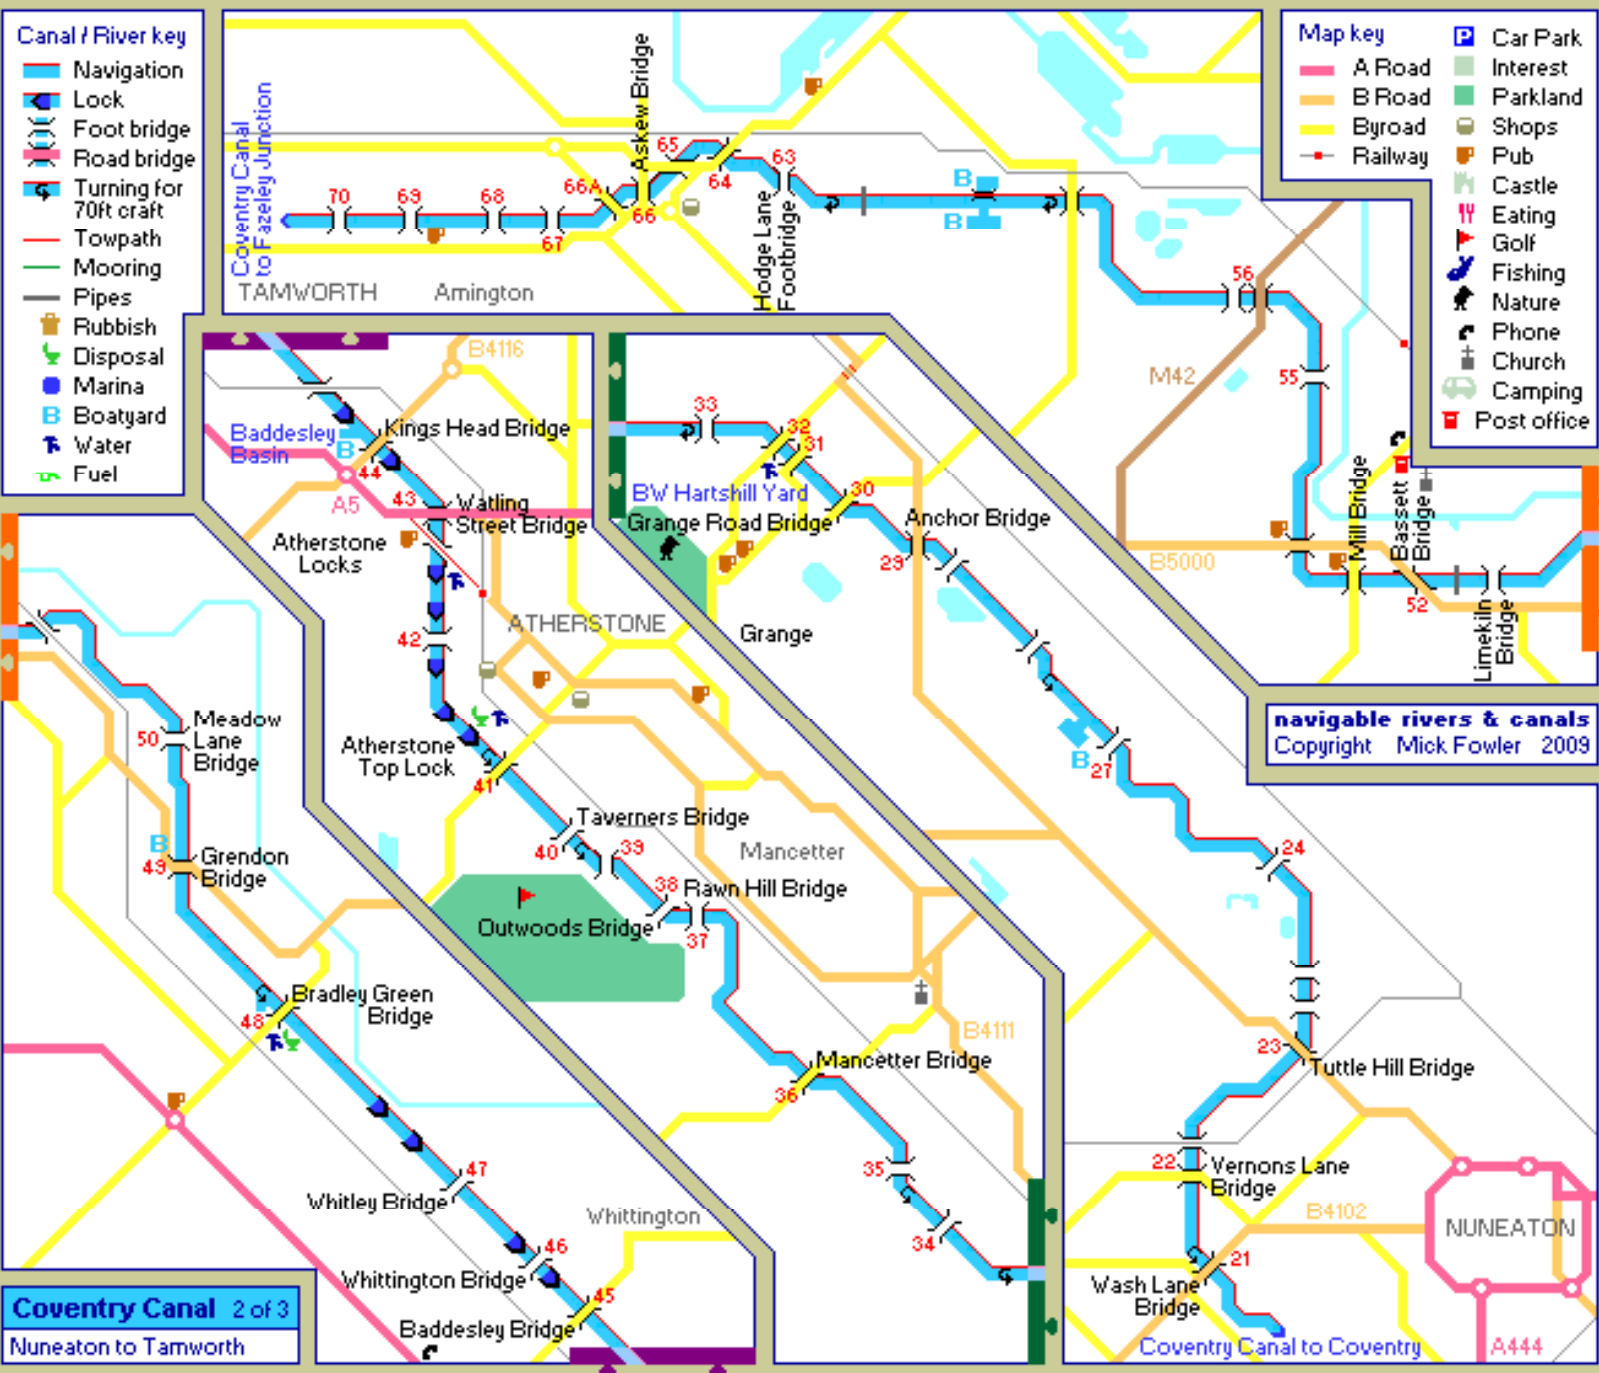 Canal / River key
Navigation
Lock
Foot bridge
Road bridge
Turning for
70ft craft
Towpath
Mooring
Pipes
Rubbish
Disposal
Marina
B Boatyard
Water
Fuel
Map key
A Road
B Road
Byroad
Railway
P Car Park
Interest
Parkland
Shops
Pub
Castle
Eating
Golf
Fishing
Nature
Phone
Church
Camping
Post office
Coventry Canal
to Fazeley Junction
70
69
68
67
66A
66
65
64
63
Askew Bridge
Hodge Lane
Footbridge
TAMWORTH
Amington
B
B
56
55
M42
B5000
Mill Bridge
Bassett
Bridge
52
Limekiln
Bridge
navigable rivers & canals
Copyright Mick Fowler 2009
B4116
Baddesley
Basin
B
Kings Head Bridge
44
A5
43
Watling
Street Bridge
Atherstone
Locks
42
ATHERSTONE
Atherstone
Top Lock
41
Taverners Bridge
40
39
Mancetter
38
Rawn Hill Bridge
Outwoods Bridge
37
B4111
Mancetter Bridge
36
35
34
33
32
31
BW Hartshill Yard
30
Grange Road Bridge
Anchor Bridge
29
Grange
B
27
24
23
Tuttle Hill Bridge
22
Vernons Lane
Bridge
B4102
NUNEATON
21
Wash Lane
Bridge
Coventry Canal to Coventry
A444
50
Meadow
Lane
Bridge
B
49
Grendon
Bridge
Bradley Green
Bridge
48
47
Whitley Bridge
Whittington
46
Whittington Bridge
45
Baddesley Bridge
Coventry Canal 2 of 3
Nuneaton to Tamworth